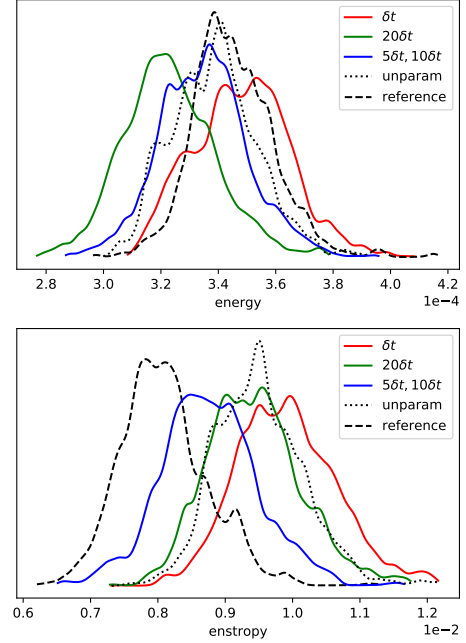 δt
20δt
5δt, 10δt
unparam
reference
2.8 3.0 3.2 3.4 3.6 3.8 4.0 4.2
energy 1e−4
δt
20δt
5δt, 10δt
unparam
reference
0.6 0.7 0.8 0.9 1.0 1.1 1.2
enstropy 1e−2